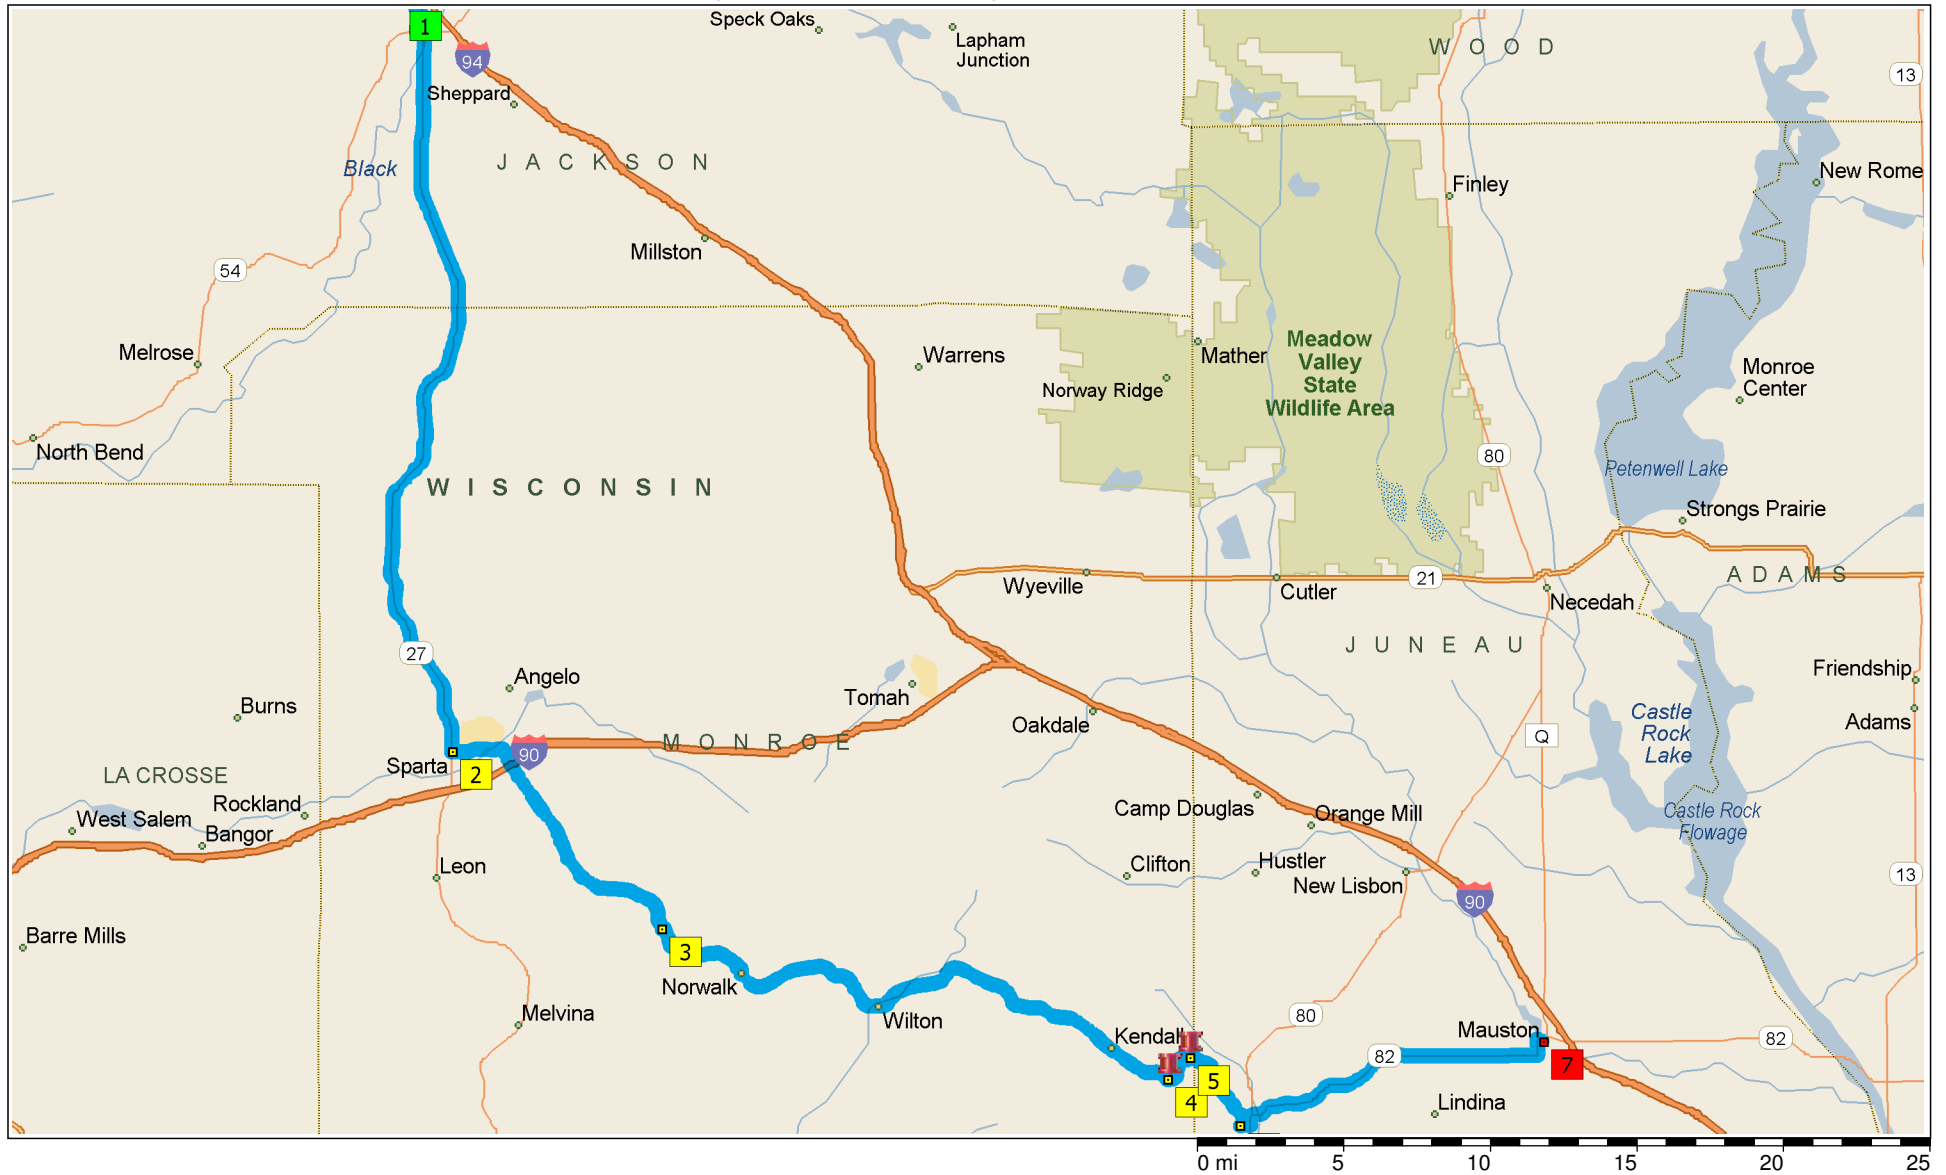 1
94
Speck Oaks
Lapham
Junction
W O O D
13
Sheppard
Black
J A C K S O N
New Rome
Finley
Millston
54
Melrose
Warrens
Mather
Norway Ridge
Meadow
Valley
State
Wildlife Area
Monroe
Center
North Bend
80
Petenwell Lake
W I S C O N S I N
Strongs Prairie
Wyeville
Cutler
21
Necedah
A D A M S
27
J U N E A U
Angelo
Tomah
Friendship
Burns
Oakdale
Castle
Rock
Lake
Adams
Q
M O N R O E
90
Sparta
2
LA CROSSE
Rockland
West Salem
Bangor
Camp Douglas
Orange Mill
Castle Rock
Flowage
Leon
Clifton
Hustler
New Lisbon
13
90
Barre Mills
3
Norwalk
Melvina
Wilton
Kendall
80
Mauston
82
82
7
5
4
Lindina
0 mi 5 10 15 20 25